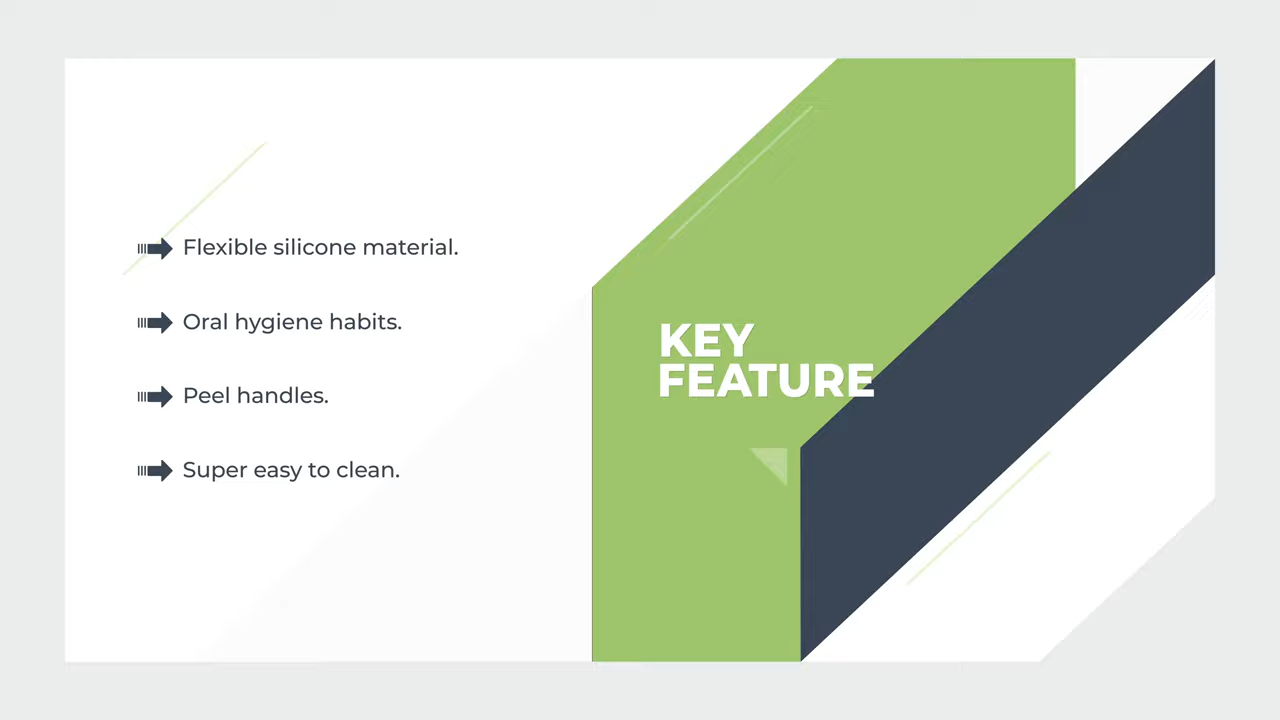 Flexible silicone material.
Oral hygiene habits.
Peel handles.
Super easy to clean.
KEY
FEATURE